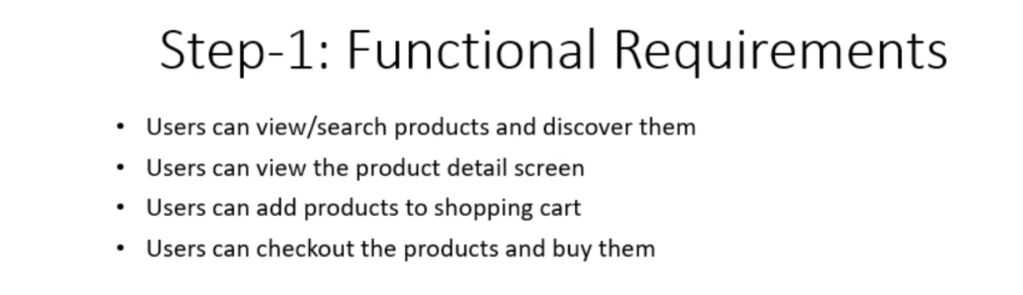 Step-1: Functional Requirements
• Users can view/search products and discover them
• Users can view the product detail screen
• Users can add products to shopping cart
• Users can checkout the products and buy them